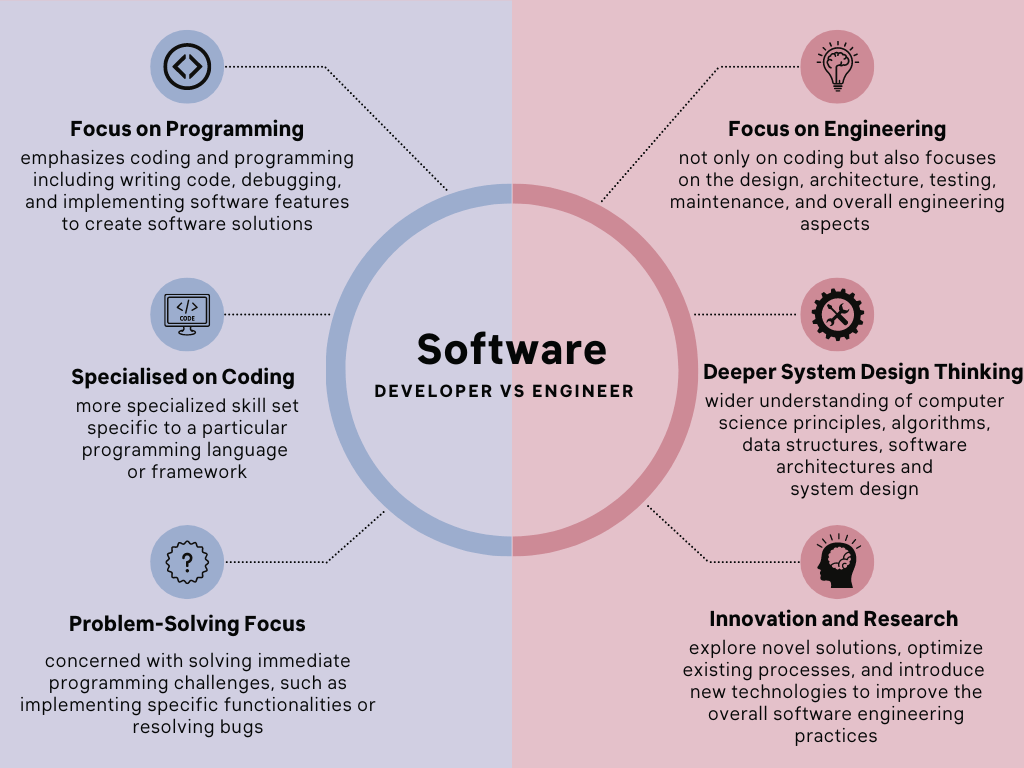 Focus on Programming
emphasizes coding and programming
including writing code, debugging,
and implementing software features
to create software solutions
CODE
Specialised on Coding
more specialized skill set
specific to a particular
programming language
or framework
?
Problem-Solving Focus
concerned with solving immediate
programming challenges, such as
implementing specific functionalities or
resolving bugs
Software
DEVELOPER VS ENGINEER
Focus on Engineering
not only on coding but also focuses
on the design, architecture, testing,
maintenance, and overall engineering
aspects
Deeper System Design Thinking
wider understanding of computer
science principles, algorithms,
data structures, software
architectures and
system design
Innovation and Research
explore novel solutions, optimize
existing processes, and introduce
new technologies to improve the
overall software engineering
practices